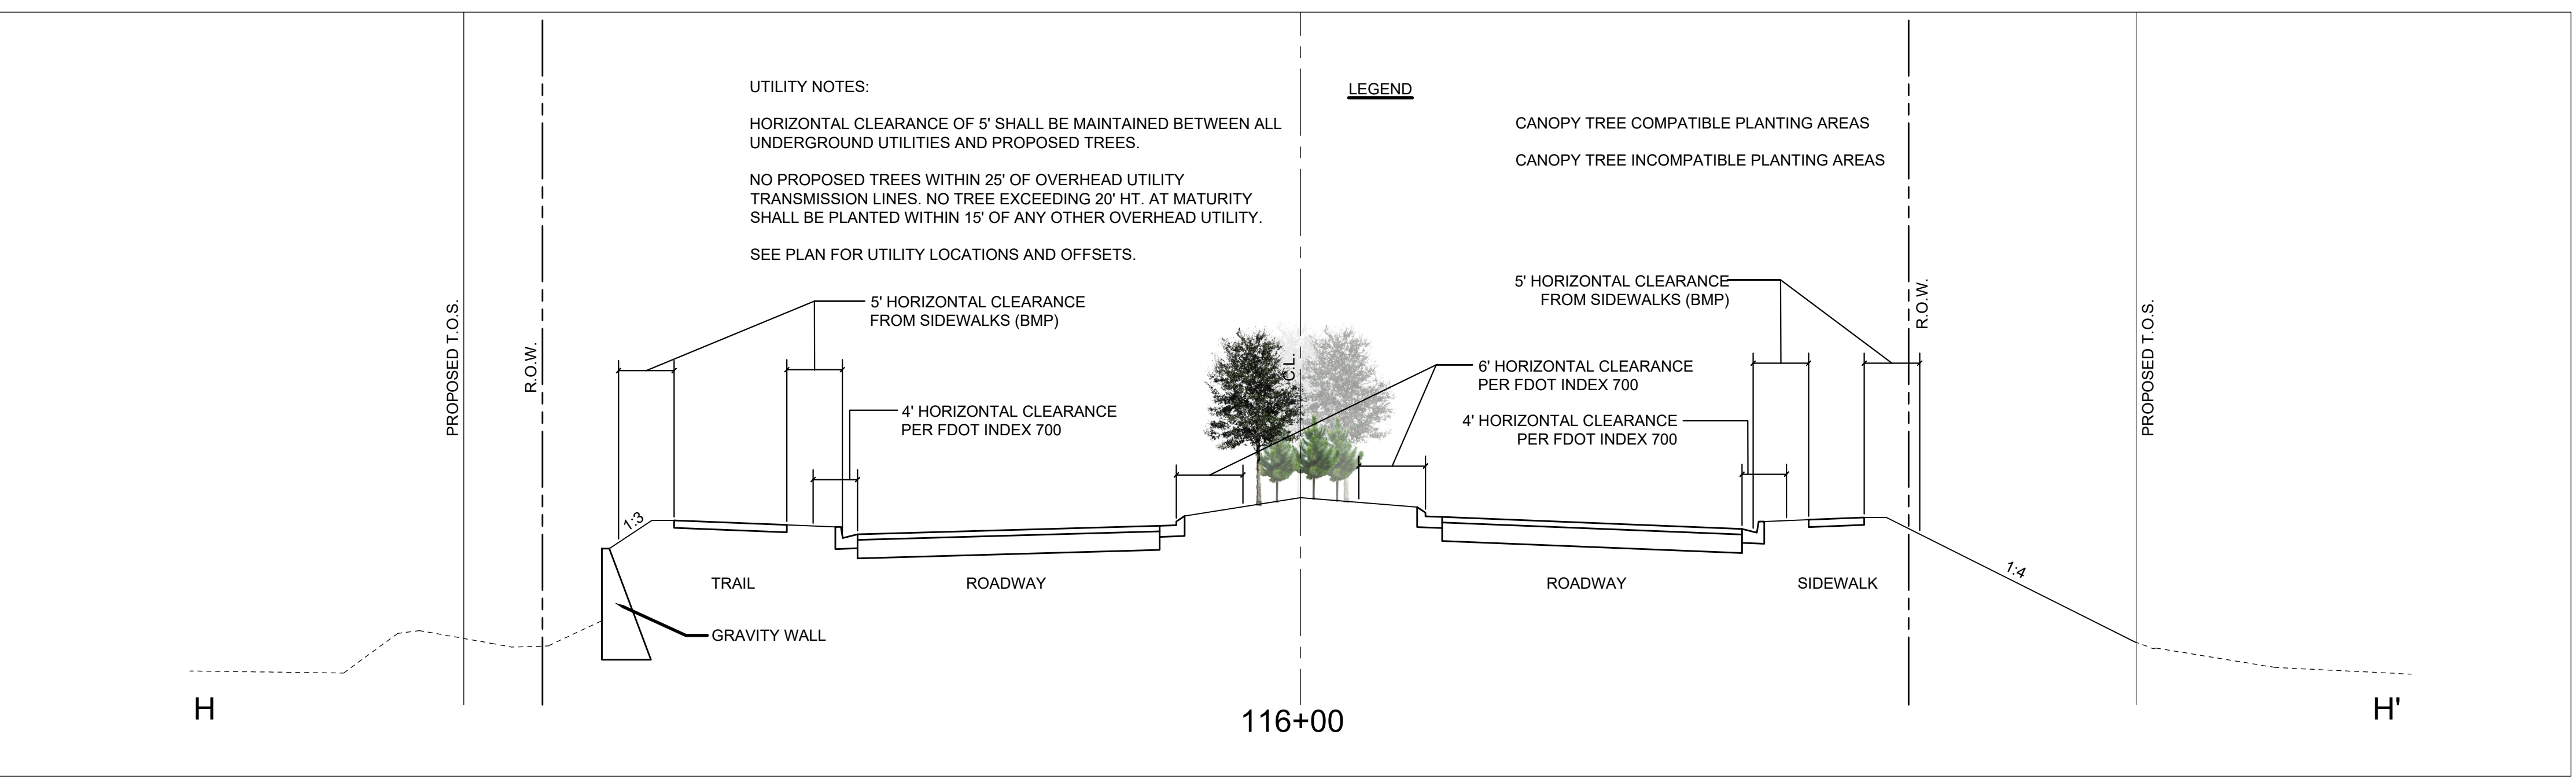 UTILITY NOTES:
HORIZONTAL CLEARANCE OF 5' SHALL BE MAINTAINED BETWEEN ALL
UNDERGROUND UTILITIES AND PROPOSED TREES.
NO PROPOSED TREES WITHIN 25' OF OVERHEAD UTILITY
TRANSMISSION LINES. NO TREE EXCEEDING 20' HT. AT MATURITY
SHALL BE PLANTED WITHIN 15' OF ANY OTHER OVERHEAD UTILITY.
SEE PLAN FOR UTILITY LOCATIONS AND OFFSETS.
LEGEND
CANOPY TREE COMPATIBLE PLANTING AREAS
CANOPY TREE INCOMPATIBLE PLANTING AREAS
PROPOSED T.O.S.
R.O.W.
5' HORIZONTAL CLEARANCE
FROM SIDEWALKS (BMP)
4' HORIZONTAL CLEARANCE
PER FDOT INDEX 700
C.L.
6' HORIZONTAL CLEARANCE
PER FDOT INDEX 700
5' HORIZONTAL CLEARANCE
FROM SIDEWALKS (BMP)
4' HORIZONTAL CLEARANCE
PER FDOT INDEX 700
R.O.W.
PROPOSED T.O.S.
1:3
TRAIL
ROADWAY
ROADWAY
SIDEWALK
1:4
GRAVITY WALL
H
116+00
H'